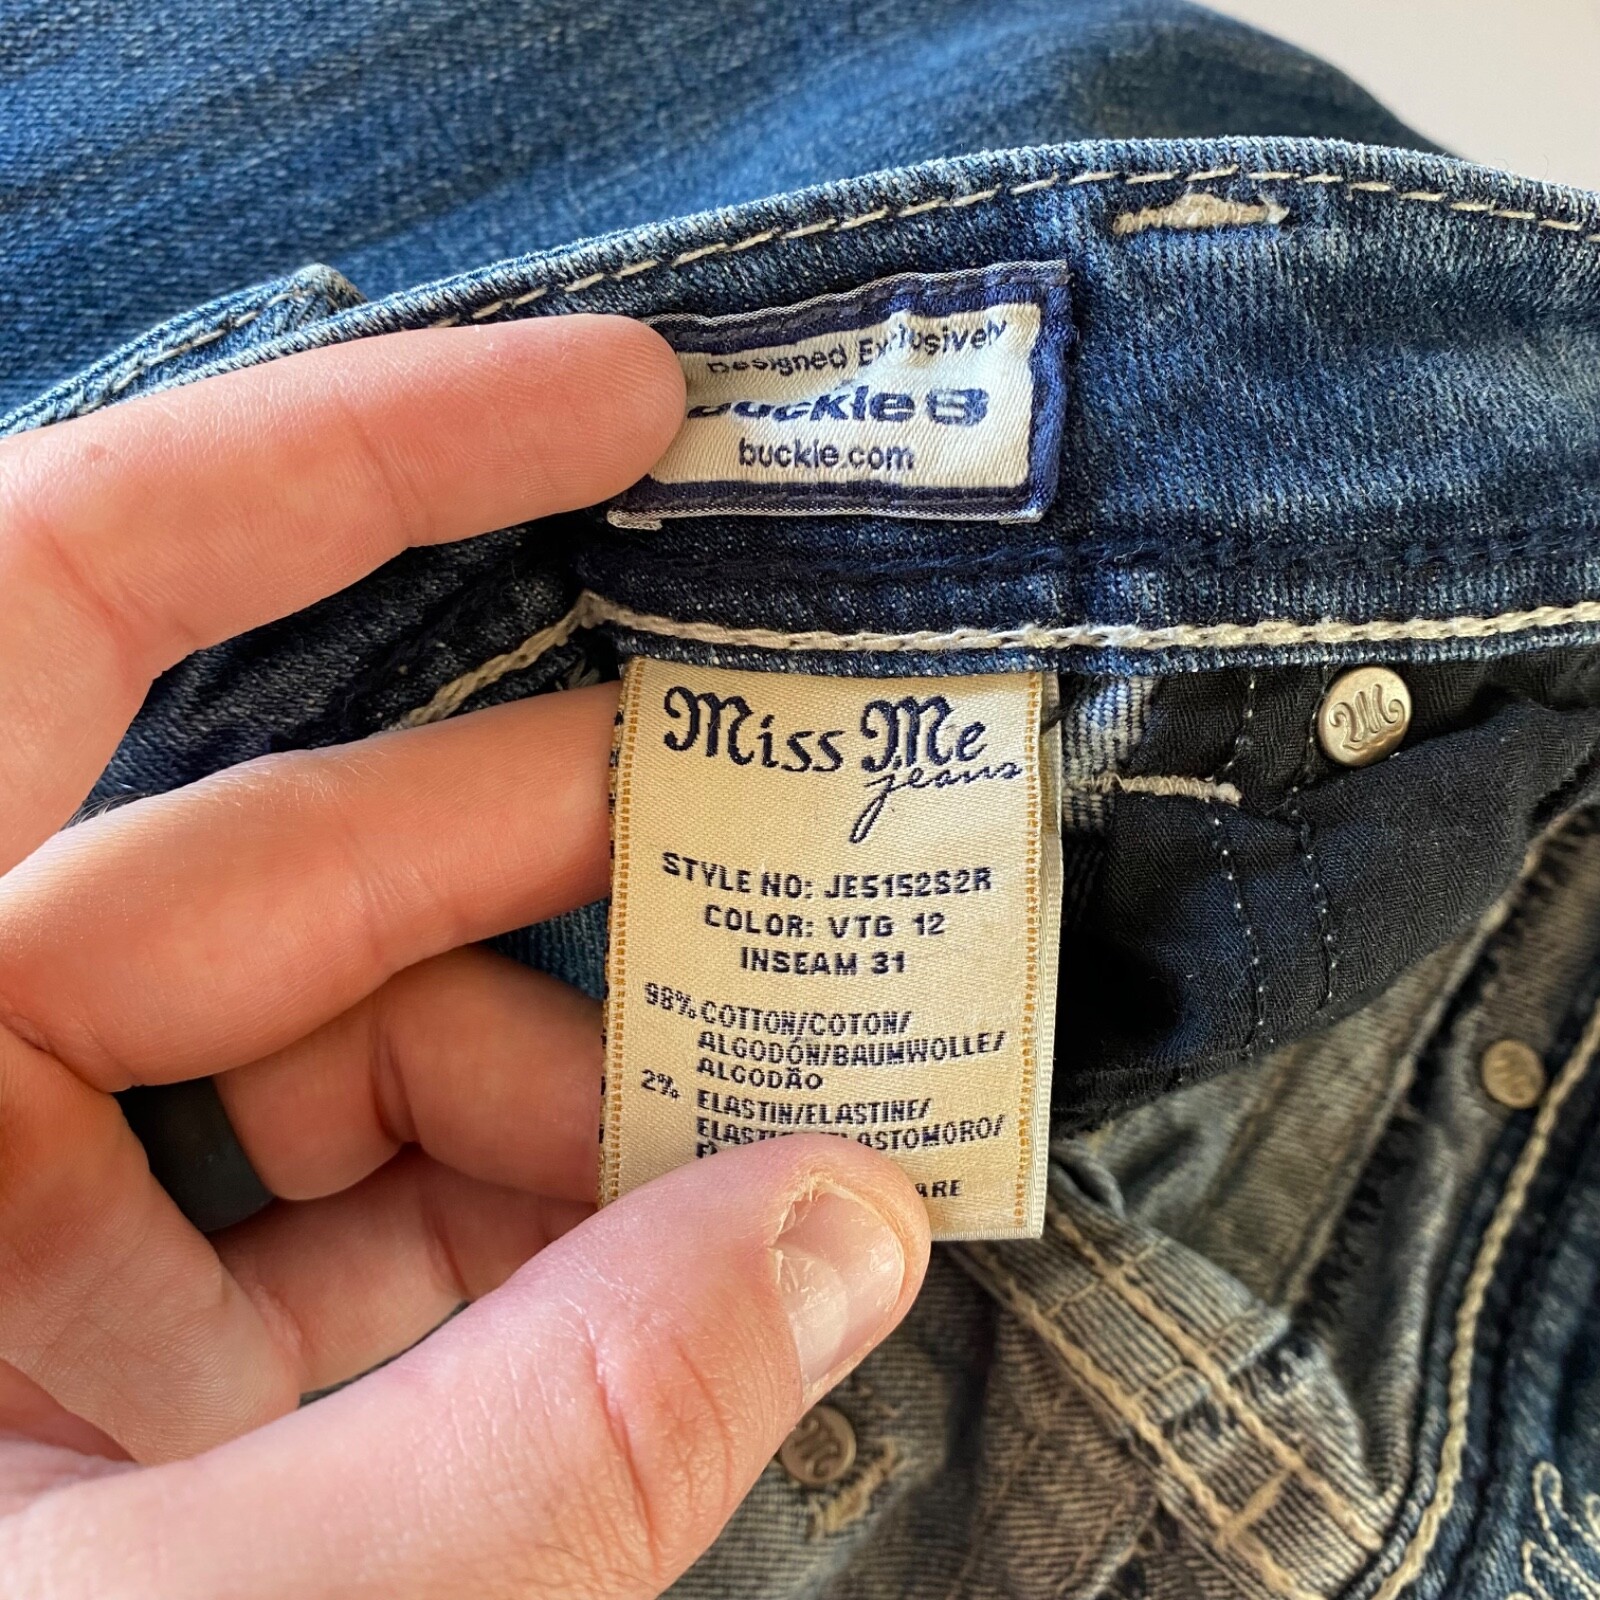 Designed Exclusively
buckle B
buckle.com
Miss Me
jeans
STYLE NO: JE5152S2R
COLOR: VTG 12
INSEAM 31
98% COTTON/COTON/
ALGODÓN/BAUMWOLLE/
ALGODÃO
2% ELASTIN/ELASTINE/
M
M